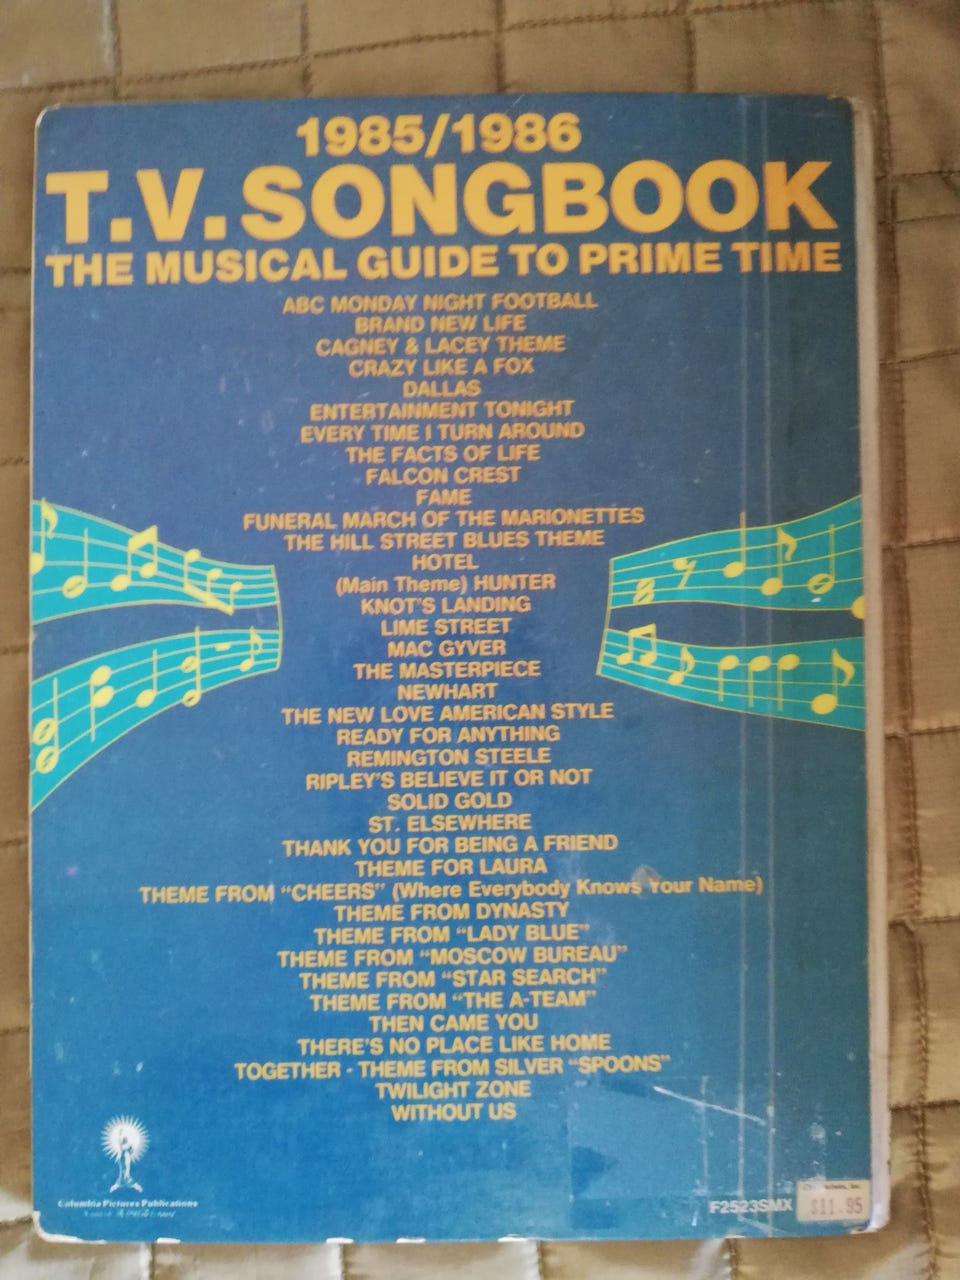 1985/1986
T.V. SONGBOOK
THE MUSICAL GUIDE TO PRIME TIME
ABC MONDAY NIGHT FOOTBALL
BRAND NEW LIFE
CAGNEY & LACEY THEME
CRAZY LIKE A FOX
DALLAS
ENTERTAINMENT TONIGHT
EVERY TIME I TURN AROUND
THE FACTS OF LIFE
FALCON CREST
FAME
FUNERAL MARCH OF THE MARIONETTES
THE HILL STREET BLUES THEME
HOTEL
(Main Theme) HUNTER
KNOT'S LANDING
LIME STREET
MAC GYVER
THE MASTERPIECE
NEWHART
THE NEW LOVE AMERICAN STYLE
READY FOR ANYTHING
REMINGTON STEELE
RIPLEY'S BELIEVE IT OR NOT
SOLID GOLD
ST. ELSEWHERE
THANK YOU FOR BEING A FRIEND
THEME FOR LAURA
THEME FROM "CHEERS" (Where Everybody Knows Your Name)
THEME FROM DYNASTY
THEME FROM "LADY BLUE"
THEME FROM "MOSCOW BUREAU"
THEME FROM "STAR SEARCH"
THEME FROM "THE A-TEAM"
THEN CAME YOU
THERE'S NO PLACE LIKE HOME
TOGETHER - THEME FROM SILVER "SPOONS"
TWILIGHT ZONE
WITHOUT US
Columbia Pictures Publications
F2523SMX
$11.95